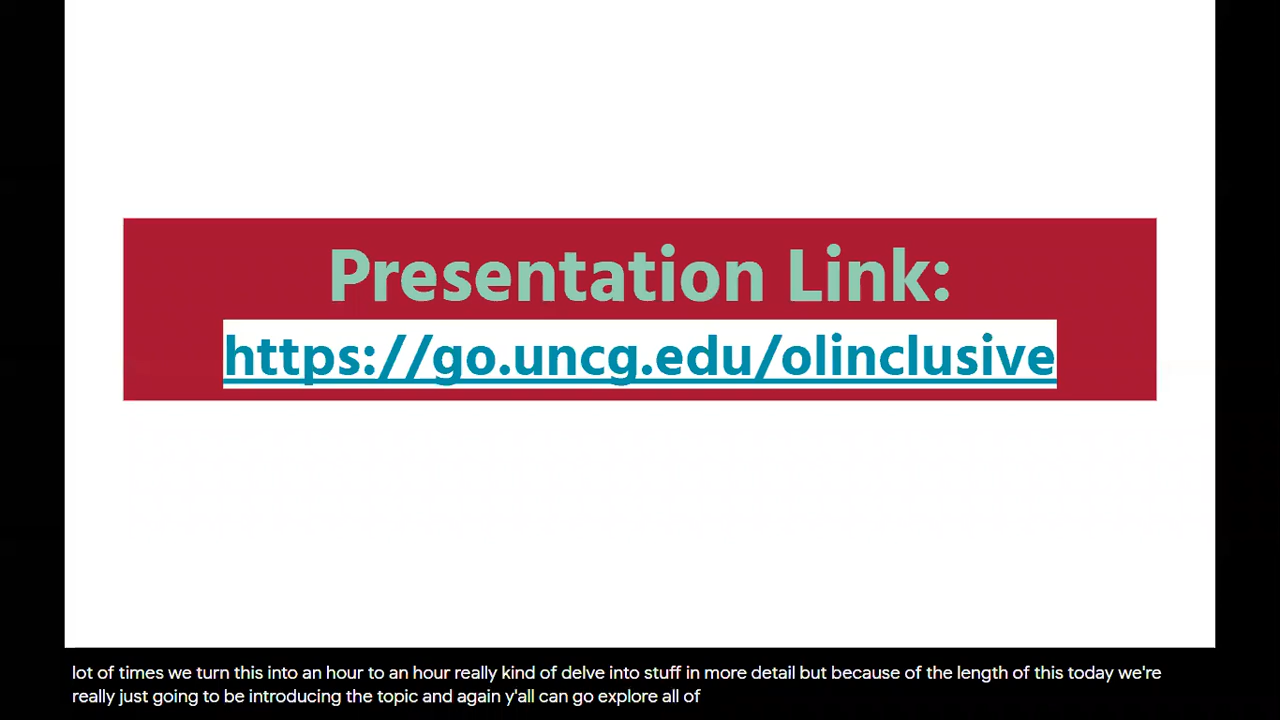 Presentation Link:
https://go.uncg.edu/olinclusive
lot of times we turn this into an hour to an hour really kind of delve into stuff in more detail but because of the length of this today we're
really just going to be introducing the topic and again y'all can go explore all of